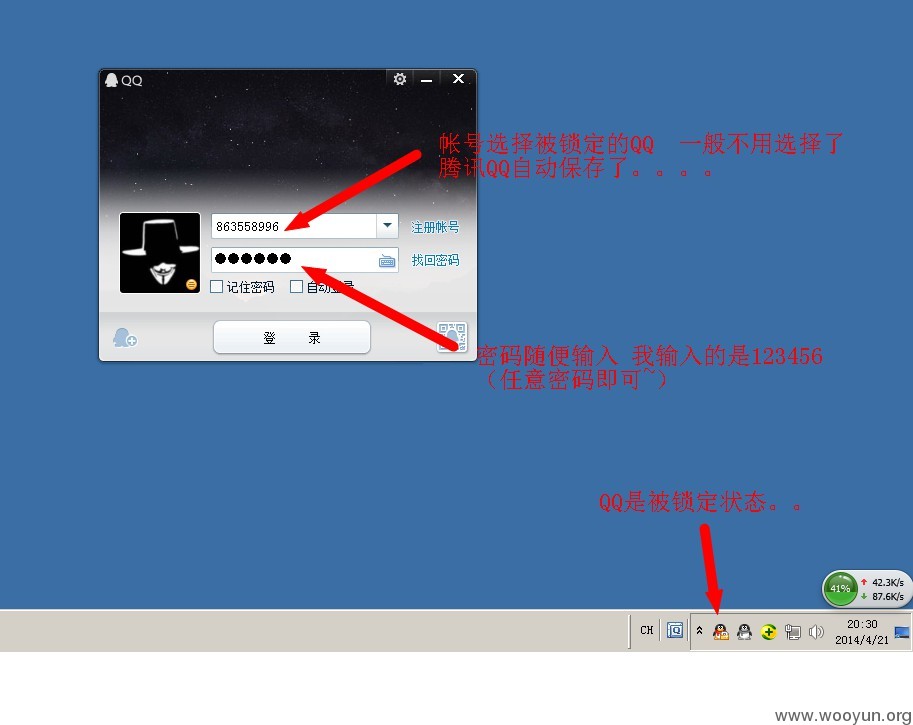 QQ
帐号选择被锁定的QQ 一般不用选择了
腾讯QQ自动保存了。。。。
863558996
注册帐号
●●●●●●
找回密码
记住密码
自动登录
登 录
密码随便输入 我输入的是123456
（任意密码即可~）
QQ是被锁定状态。。
41%
42.3K/s
87.6K/s
CH
20:30
2014/4/21
www.wooyun.org